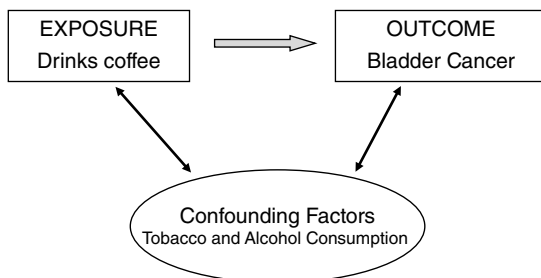 EXPOSURE
Drinks coffee
OUTCOME
Bladder Cancer
Confounding Factors
Tobacco and Alcohol Consumption